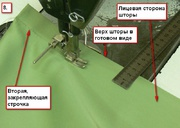 8.
Лицевая сторона
шторы
Верх шторы в
готовом виде
Вторая,
закрепляющая
строчка